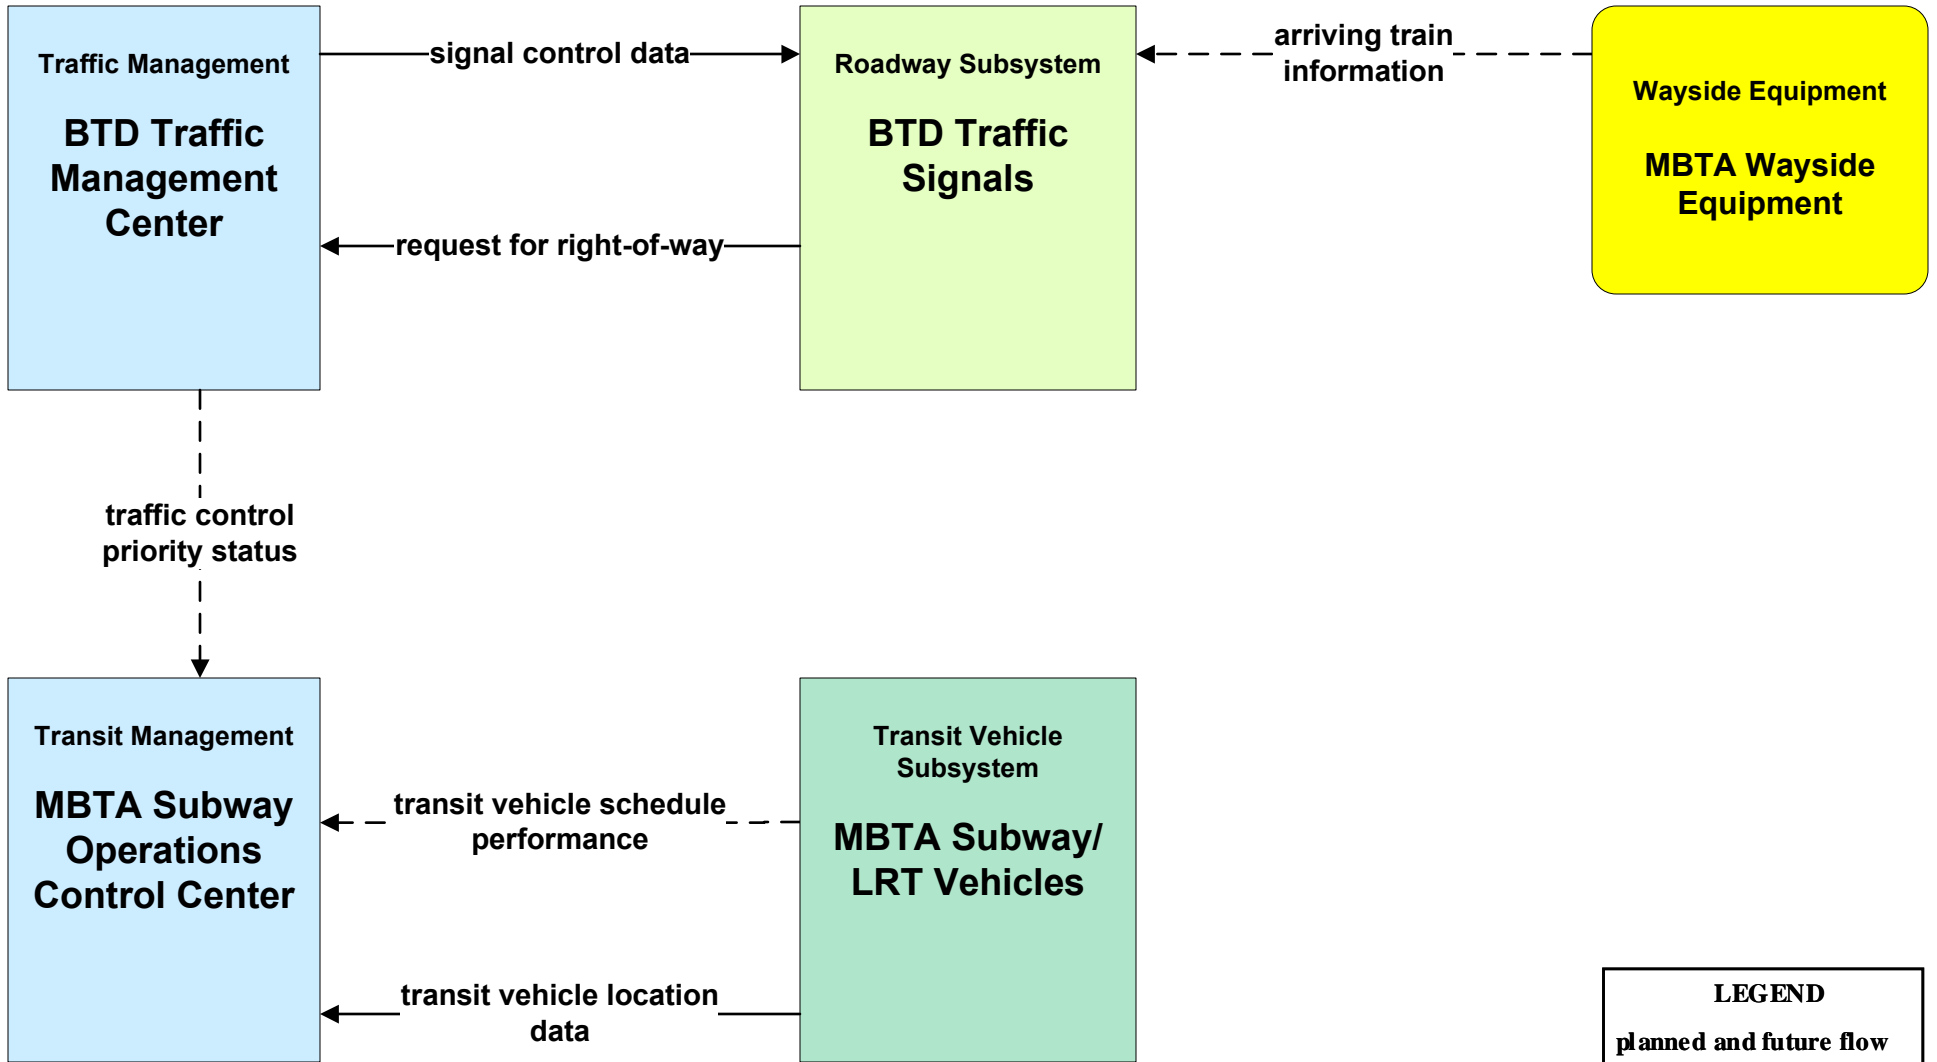 Traffic Management
BTD Traffic
Management
Center
signal control data
request for right-of-way
Roadway Subsystem
BTD Traffic
Signals
arriving train
information
Wayside Equipment
MBTA Wayside
Equipment
traffic control
priority status
Transit Management
MBTA Subway
Operations
Control Center
transit vehicle schedule
performance
transit vehicle location
data
Transit Vehicle
Subsystem
MBTA Subway/
LRT Vehicles
LEGEND
planned and future flow